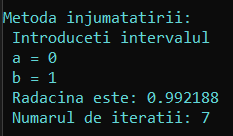 Metoda injumatatirii:
Introduceti intervalul
a = 0
b = 1
Radacina este: 0.992188
Numarul de iteratii: 7